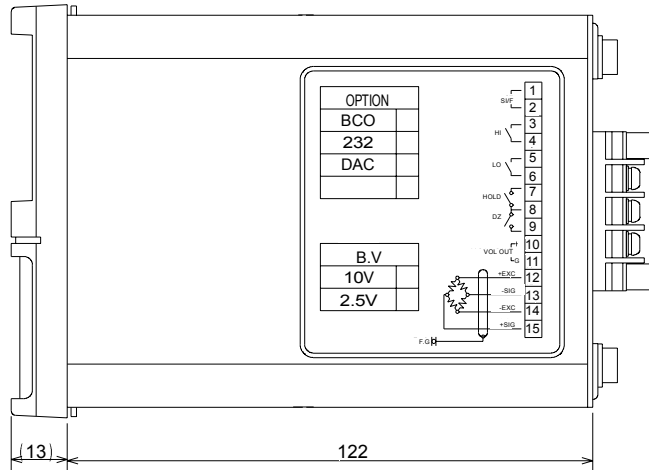 OPTION
BCO
232
DAC
B.V
10V
2.5V
SI/F
HI
LO
HOLD
DZ
VOL OUT
G
+EXC
-SIG
-EXC
+SIG
F.G
1
2
3
4
5
6
7
8
9
10
11
12
13
14
15
(13)
122